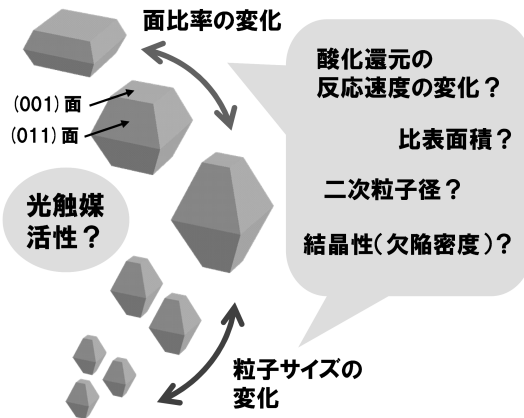 面比率の変化
酸化還元の
反応速度の変化？
比表面積？
二次粒子径？
結晶性（欠陥密度）？
(001)面
(011)面
光触媒
活性？
粒子サイズの
変化